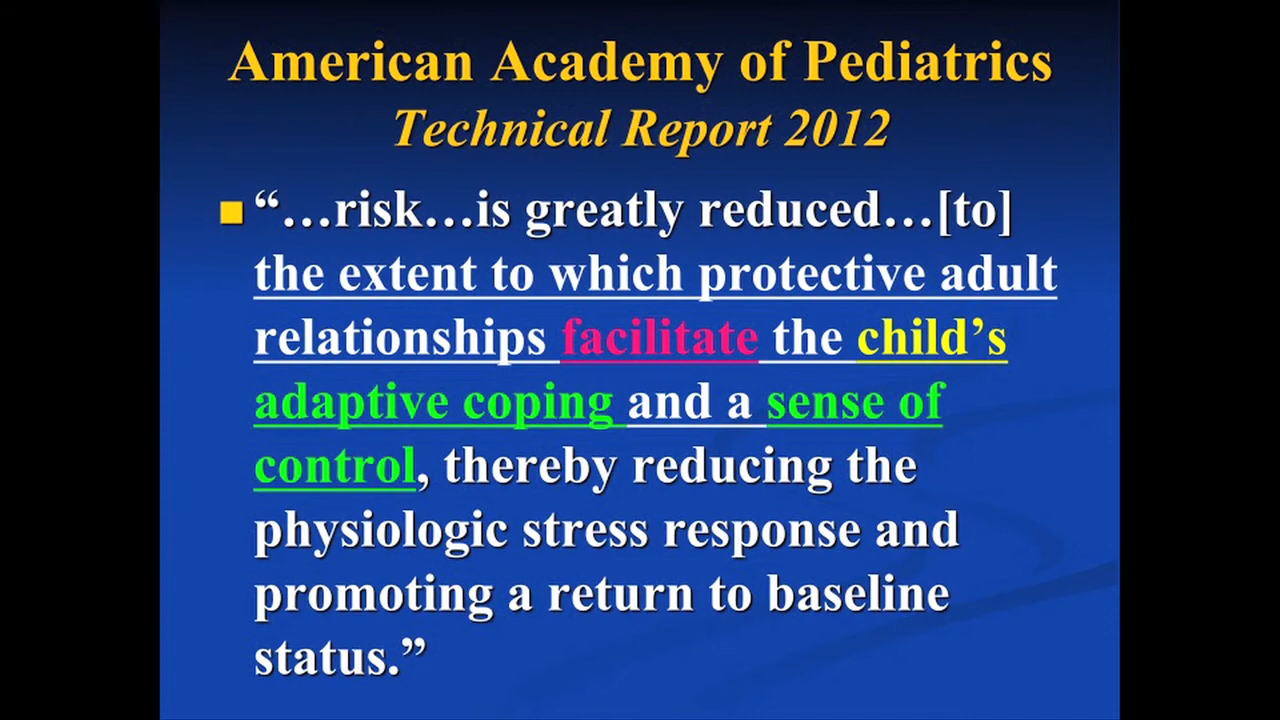 American Academy of Pediatrics
Technical Report 2012
“…risk…is greatly reduced…[to]
the extent to which protective adult
relationships facilitate the child’s
adaptive coping and a sense of
control, thereby reducing the
physiologic stress response and
promoting a return to baseline
status.”